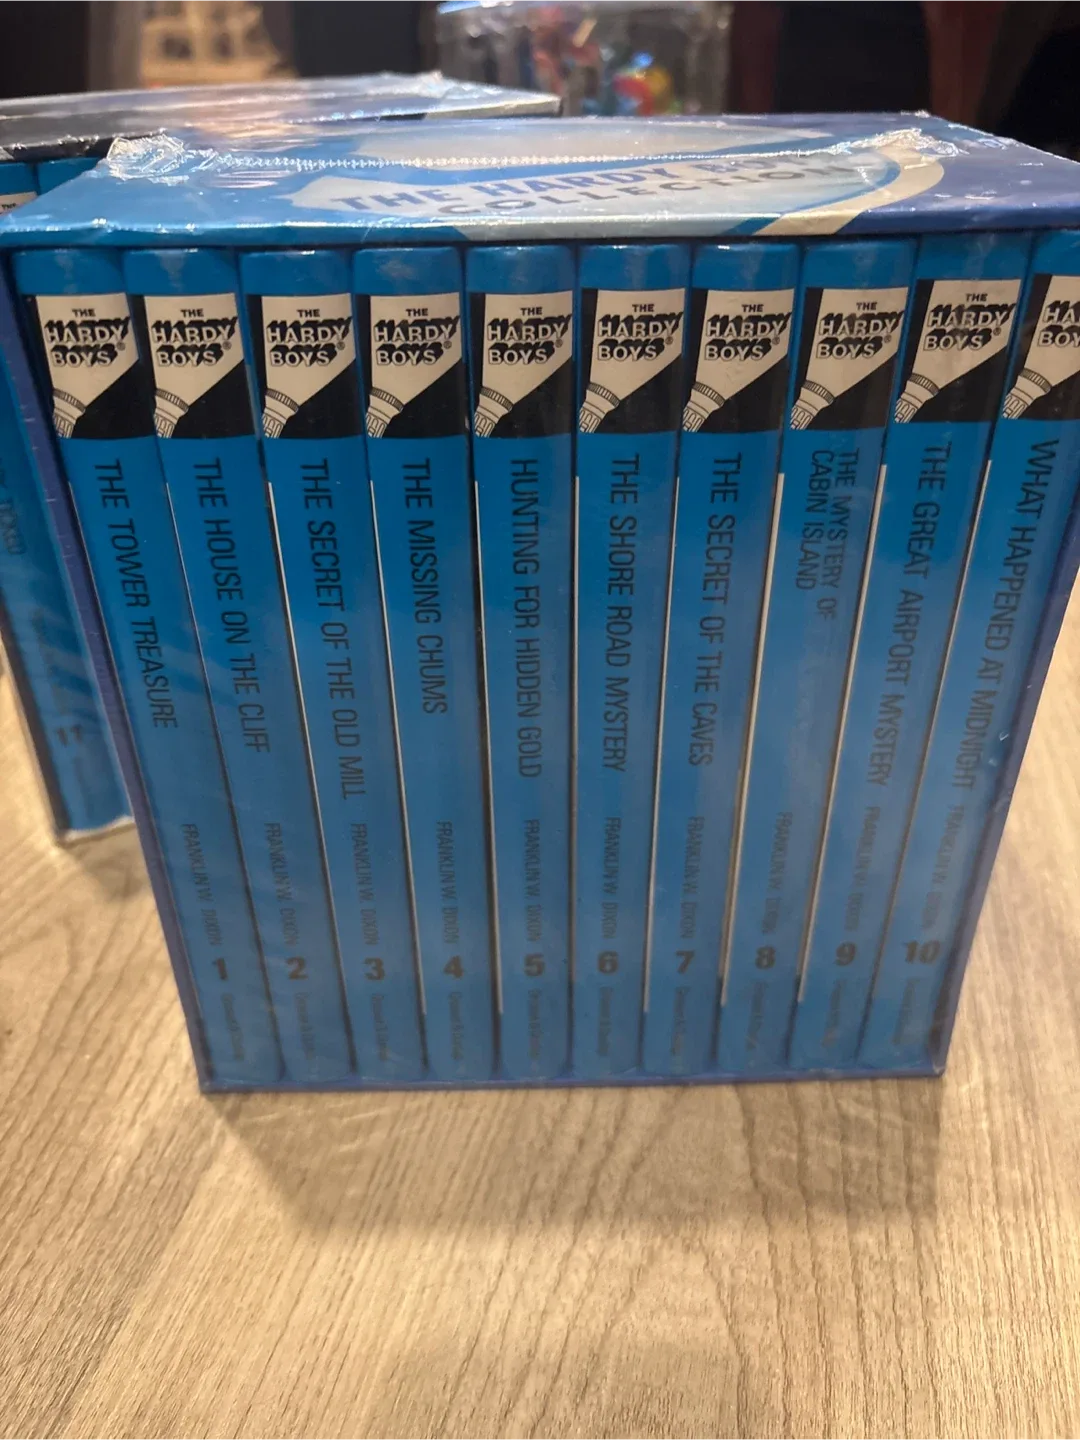 THE HARDY BOYS
COLLECTION
THE
HARDY
BOYS®
THE TOWER TREASURE
FRANKLIN W. DIXON
1
THE
HARDY
BOYS®
THE HOUSE ON THE CLIFF
FRANKLIN W. DIXON
2
THE
HARDY
BOYS®
THE SECRET OF THE OLD MILL
FRANKLIN W. DIXON
3
THE
HARDY
BOYS®
THE MISSING CHUMS
FRANKLIN W. DIXON
4
THE
HARDY
BOYS®
HUNTING FOR HIDDEN GOLD
FRANKLIN W. DIXON
5
THE
HARDY
BOYS®
THE SHORE ROAD MYSTERY
FRANKLIN W. DIXON
6
THE
HARDY
BOYS®
THE SECRET OF THE CAVES
FRANKLIN W. DIXON
7
THE
HARDY
BOYS®
THE MYSTERY OF
CABIN ISLAND
FRANKLIN W. DIXON
8
THE
HARDY
BOYS®
THE GREAT AIRPORT MYSTERY
FRANKLIN W. DIXON
9
HA
BOY
WHAT HAPPENED AT MIDNIGHT
FRANKLIN W. DIXON
10
11